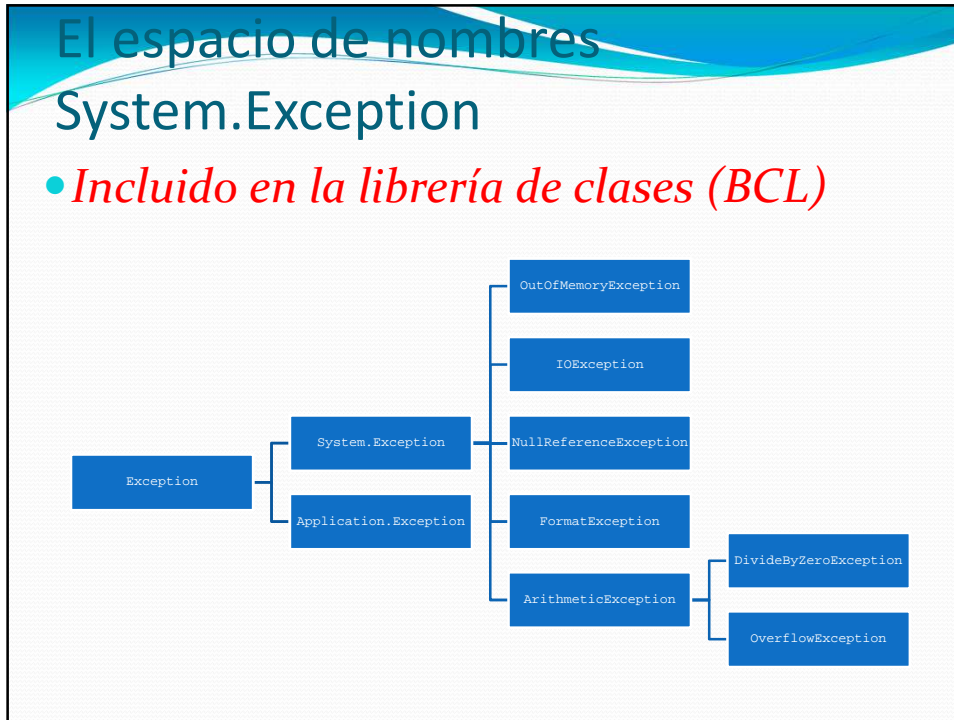 El espacio de nombres
System.Exception
Incluido en la librería de clases (BCL)
OutOfMemoryException
IOException
System.Exception
NullReferenceException
Exception
Application.Exception
FormatException
DivideByZeroException
ArithmeticException
OverflowException